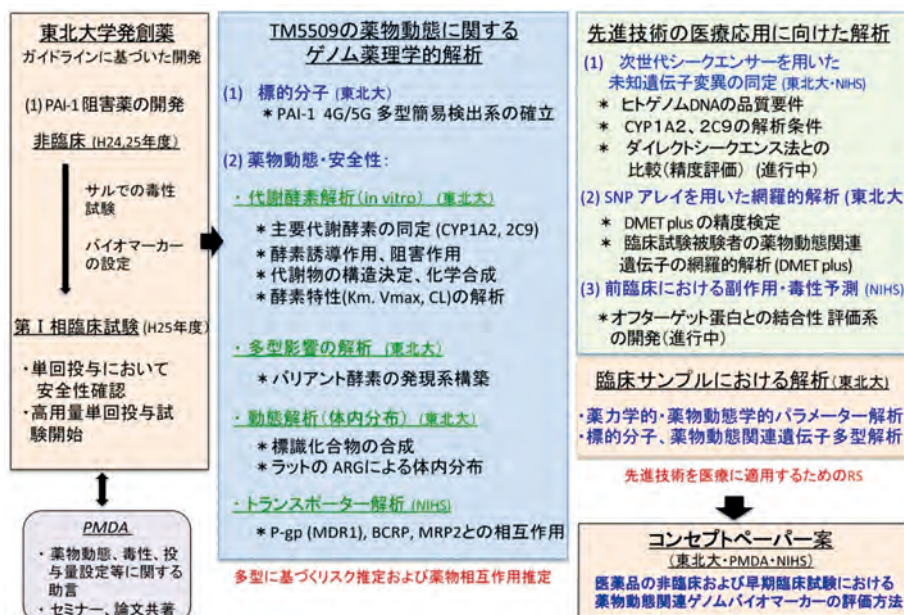 東北大学発創薬
ガイドラインに基づいた開発
(1) PAI-1 阻害薬の開発
非臨床 (H24,25年度)
サルでの毒性
試験
バイオマーカー
の設定
第Ⅰ相臨床試験 (H25年度)
・単回投与において
安全性確認
・高用量単回投与試
験開始
PMDA
・薬物動態、毒性、投
与量設定等に関する
助言
・セミナー、論文共著
TM5509の薬物動態に関する
ゲノム薬理学的解析
(1) 標的分子 (東北大)
* PAI-1 4G/5G 多型簡易検出系の確立
(2) 薬物動態・安全性:
・代謝酵素解析(in vitro) (東北大)
*主要代謝酵素の同定 (CYP1A2, 2C9)
*酵素誘導作用、阻害作用
*代謝物の構造決定、化学合成
*酵素特性(Km. Vmax, CL)の解析
・多型影響の解析 (東北大)
*バリアント酵素の発現系構築
・動態解析(体内分布) (東北大)
*標識化合物の合成
*ラットの ARGによる体内分布
・トランスポーター解析 (NIHS)
* P-gp (MDR1), BCRP, MRP2との相互作用
多型に基づくリスク推定および薬物相互作用推定
先進技術の医療応用に向けた解析
(1) 次世代シークエンサーを用いた
未知遺伝子変異の同定 (東北大・NIHS)
* ヒトゲノムDNAの品質要件
* CYP1A2、2C9の解析条件
* ダイレクトシークエンス法との
比較(精度評価) (進行中)
(2) SNP アレイを用いた網羅的解析 (東北大
* DMET plus の精度検定
* 臨床試験被験者の薬物動態関連
遺伝子の網羅的解析 (DMET plus)
(3) 前臨床における副作用・毒性予測 (NIHS)
*オフターゲット蛋白との結合性 評価系
の開発(進行中)
臨床サンプルにおける解析(東北大)
・薬力学的・薬物動態学的パラメーター解析
・標的分子、薬物動態関連遺伝子多型解析
先進技術を医療に適用するためのRS
コンセプトペーパー案
(東北大・PMDA・NIHS)
医薬品の非臨床および早期臨床試験における
薬物動態関連ゲノムバイオマーカーの評価方法